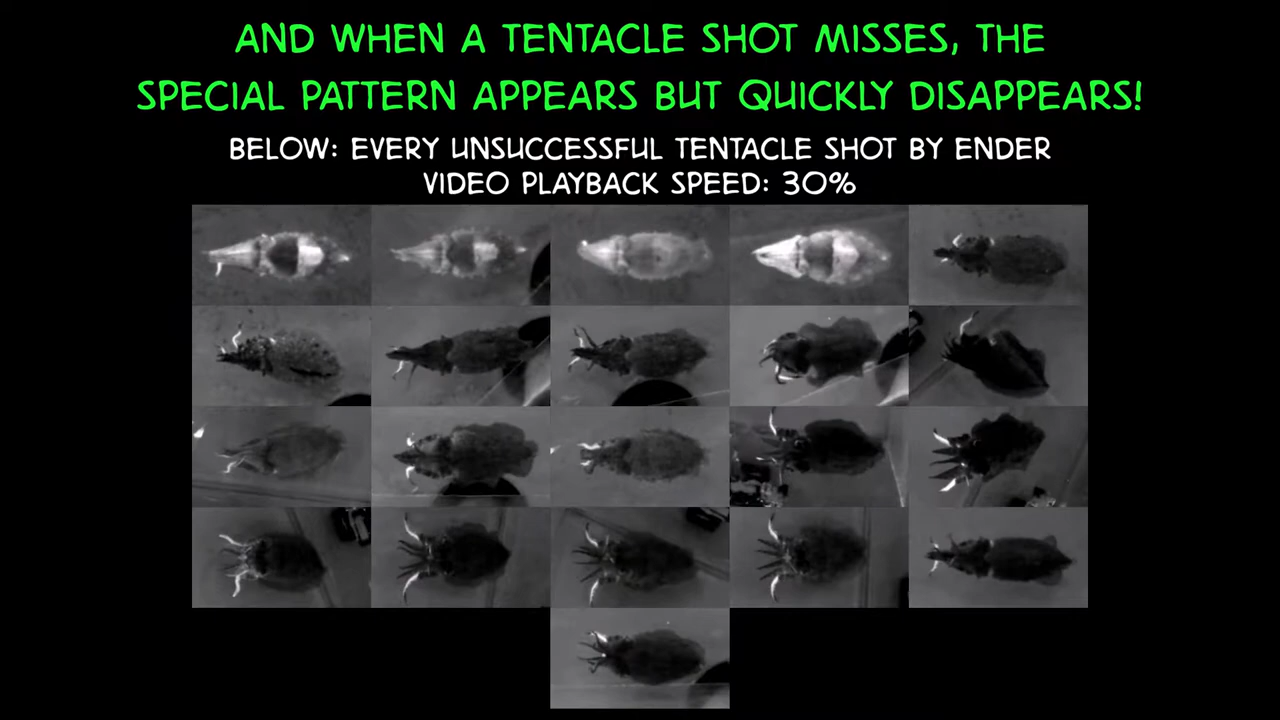 AND WHEN A TENTACLE SHOT MISSES, THE
SPECIAL PATTERN APPEARS BUT QUICKLY DISAPPEARS!
BELOW: EVERY UNSUCCESSFUL TENTACLE SHOT BY ENDER
VIDEO PLAYBACK SPEED: 30%